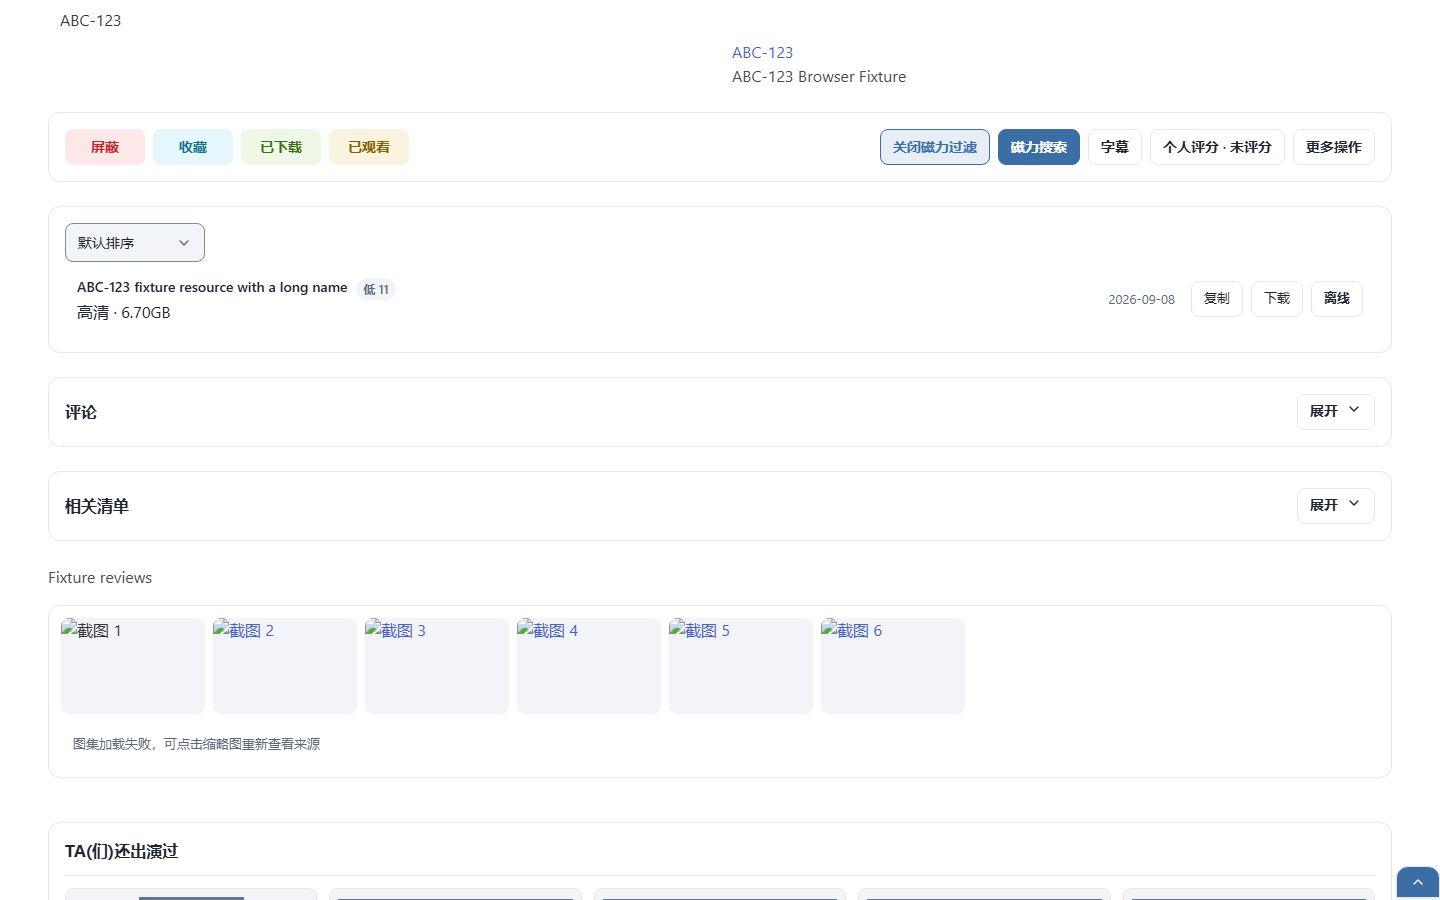 ABC-123
ABC-123
ABC-123 Browser Fixture
屏蔽 收藏 已下载 已观看 关闭磁力过滤 磁力搜索 字幕 个人评分 · 未评分 更多操作
默认排序
ABC-123 fixture resource with a long name 低 11
高清 · 6.70GB
2026-09-08 复制 下载 离线
评论 展开
相关清单 展开
Fixture reviews
截图 1 截图 2 截图 3 截图 4 截图 5 截图 6
图集加载失败，可点击缩略图重新查看来源
TA(们)还出演过